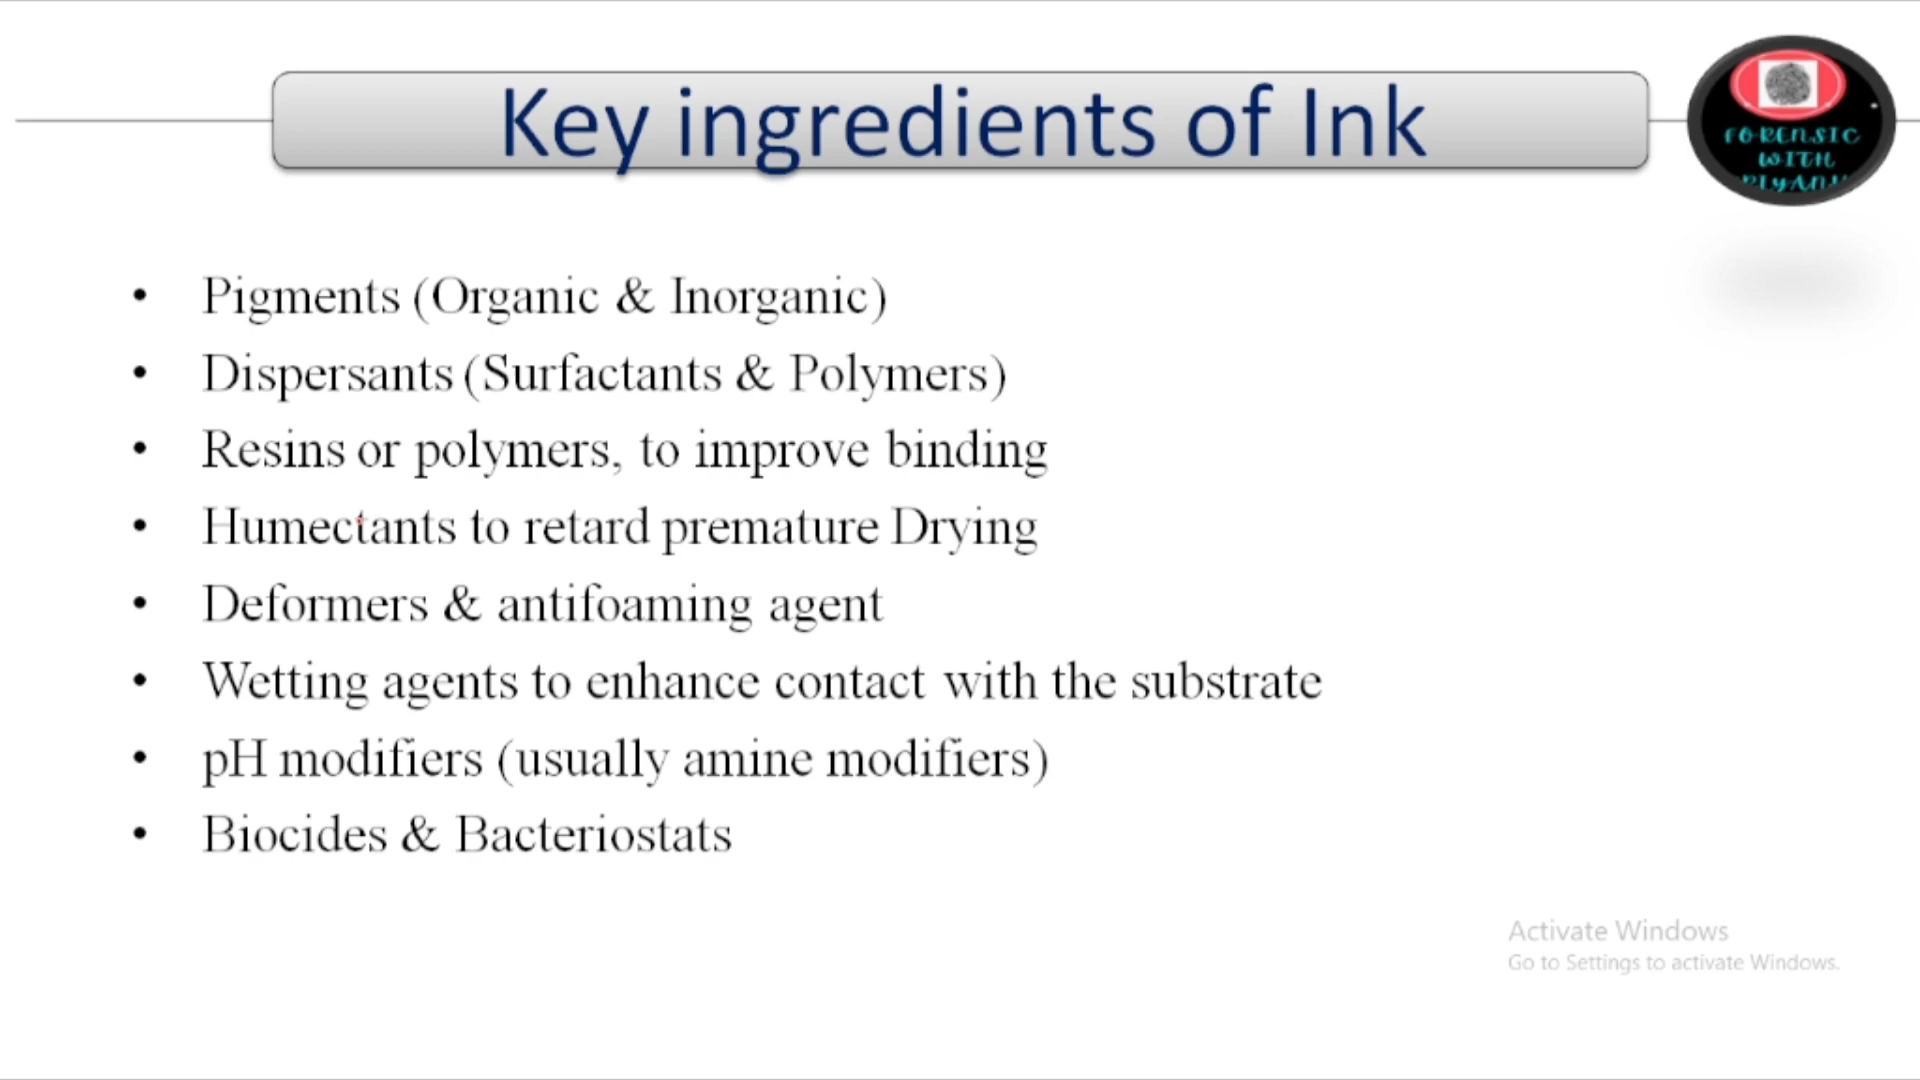 Key ingredients of Ink
FORENSIC
WITH
• Pigments (Organic & Inorganic)
• Dispersants (Surfactants & Polymers)
• Resins or polymers, to improve binding
• Humectants to retard premature Drying
• Deformers & antifoaming agent
• Wetting agents to enhance contact with the substrate
• pH modifiers (usually amine modifiers)
• Biocides & Bacteriostats
Activate Windows
Go to Settings to activate Windows.